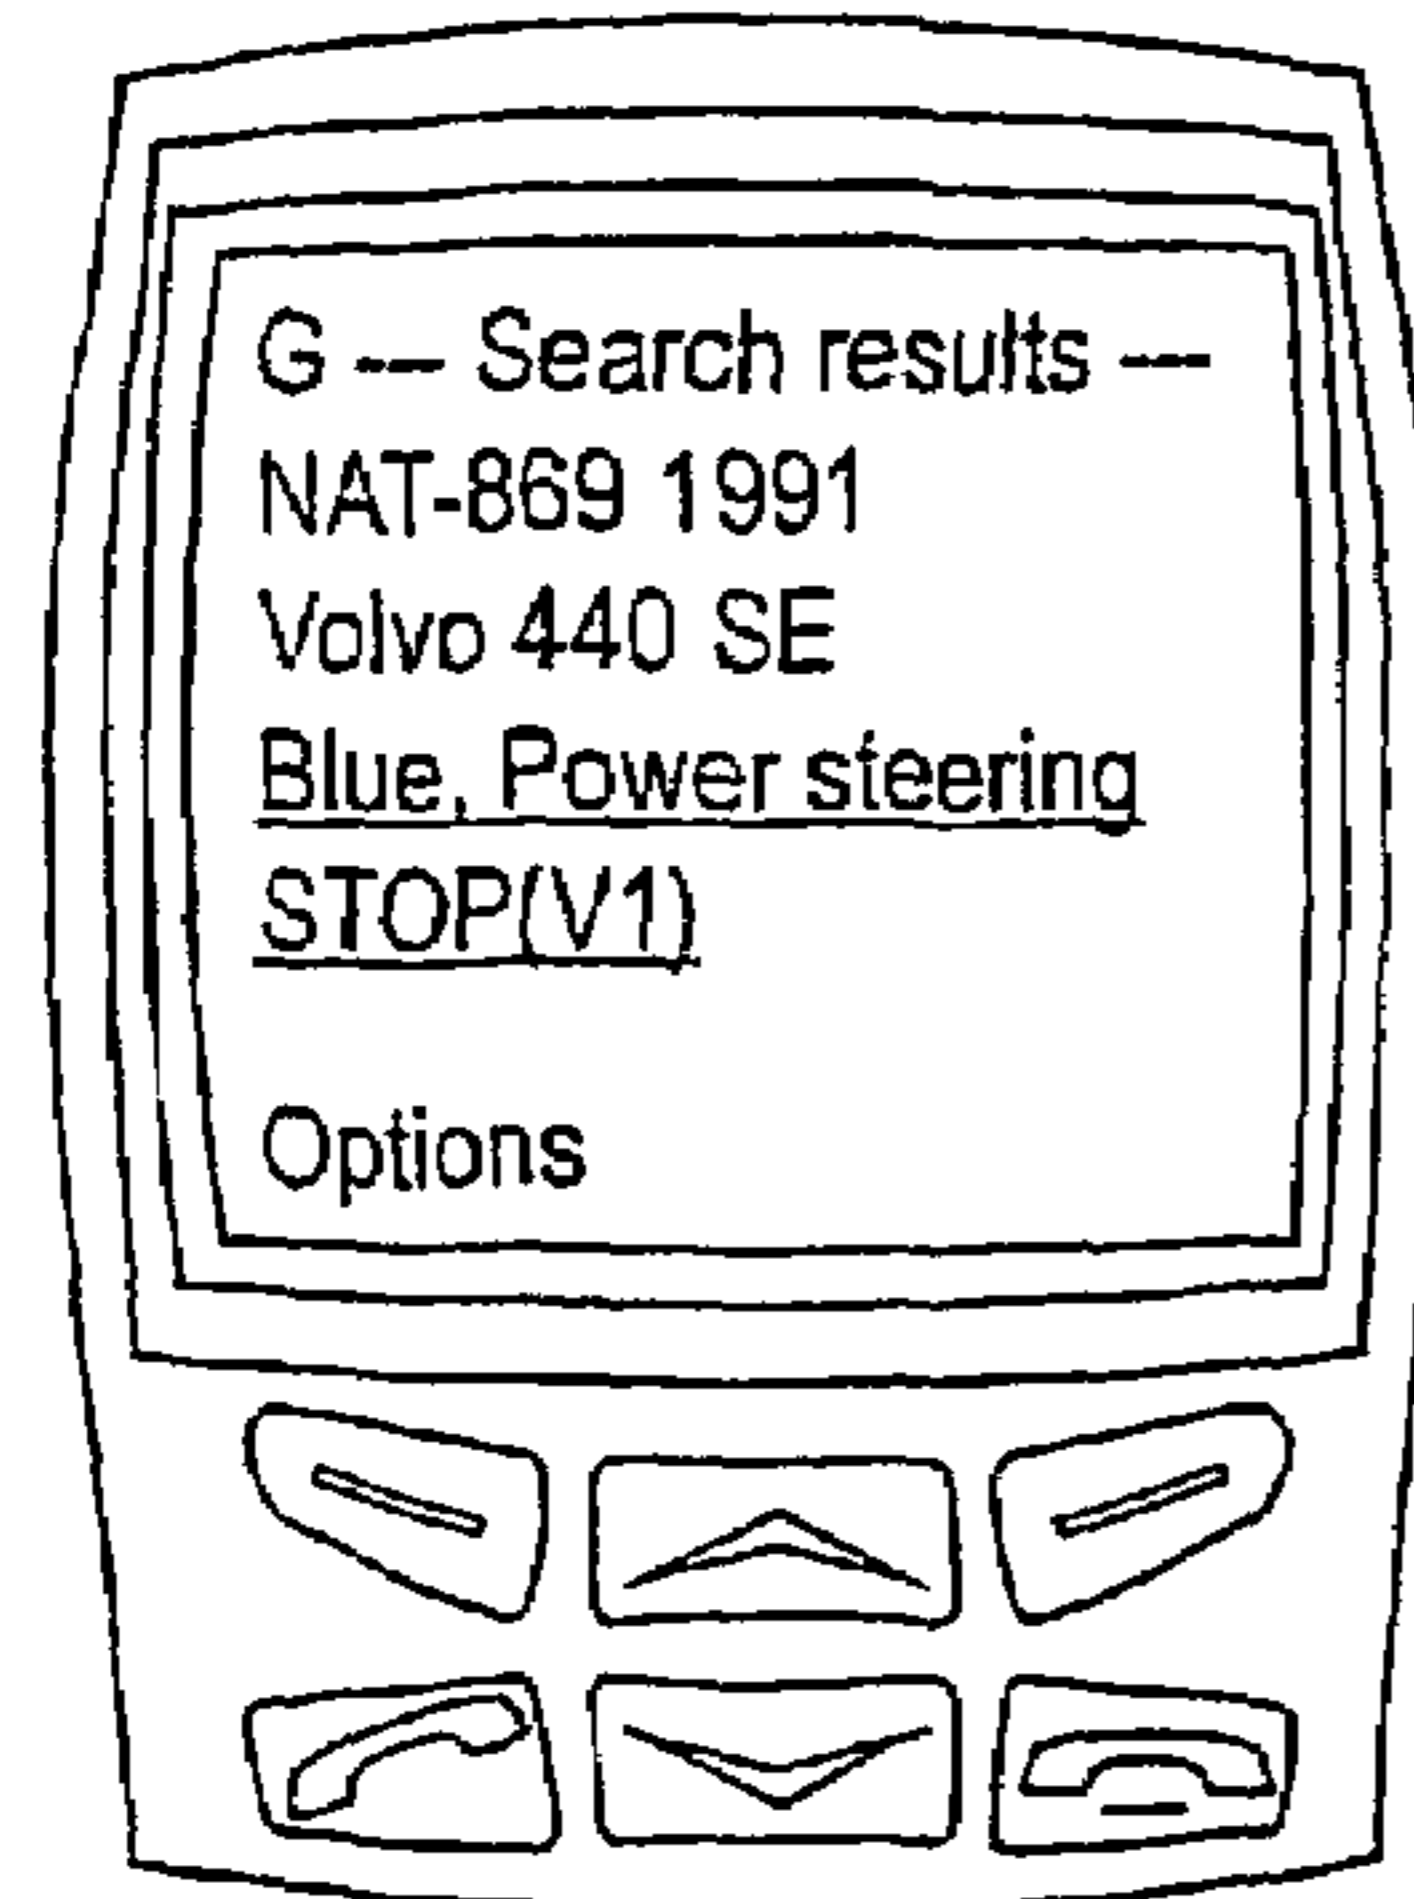 G --- Search results ---
NAT-869 1991
Volvo 440 SE
Blue, Power steering
STOP(V1)
Options